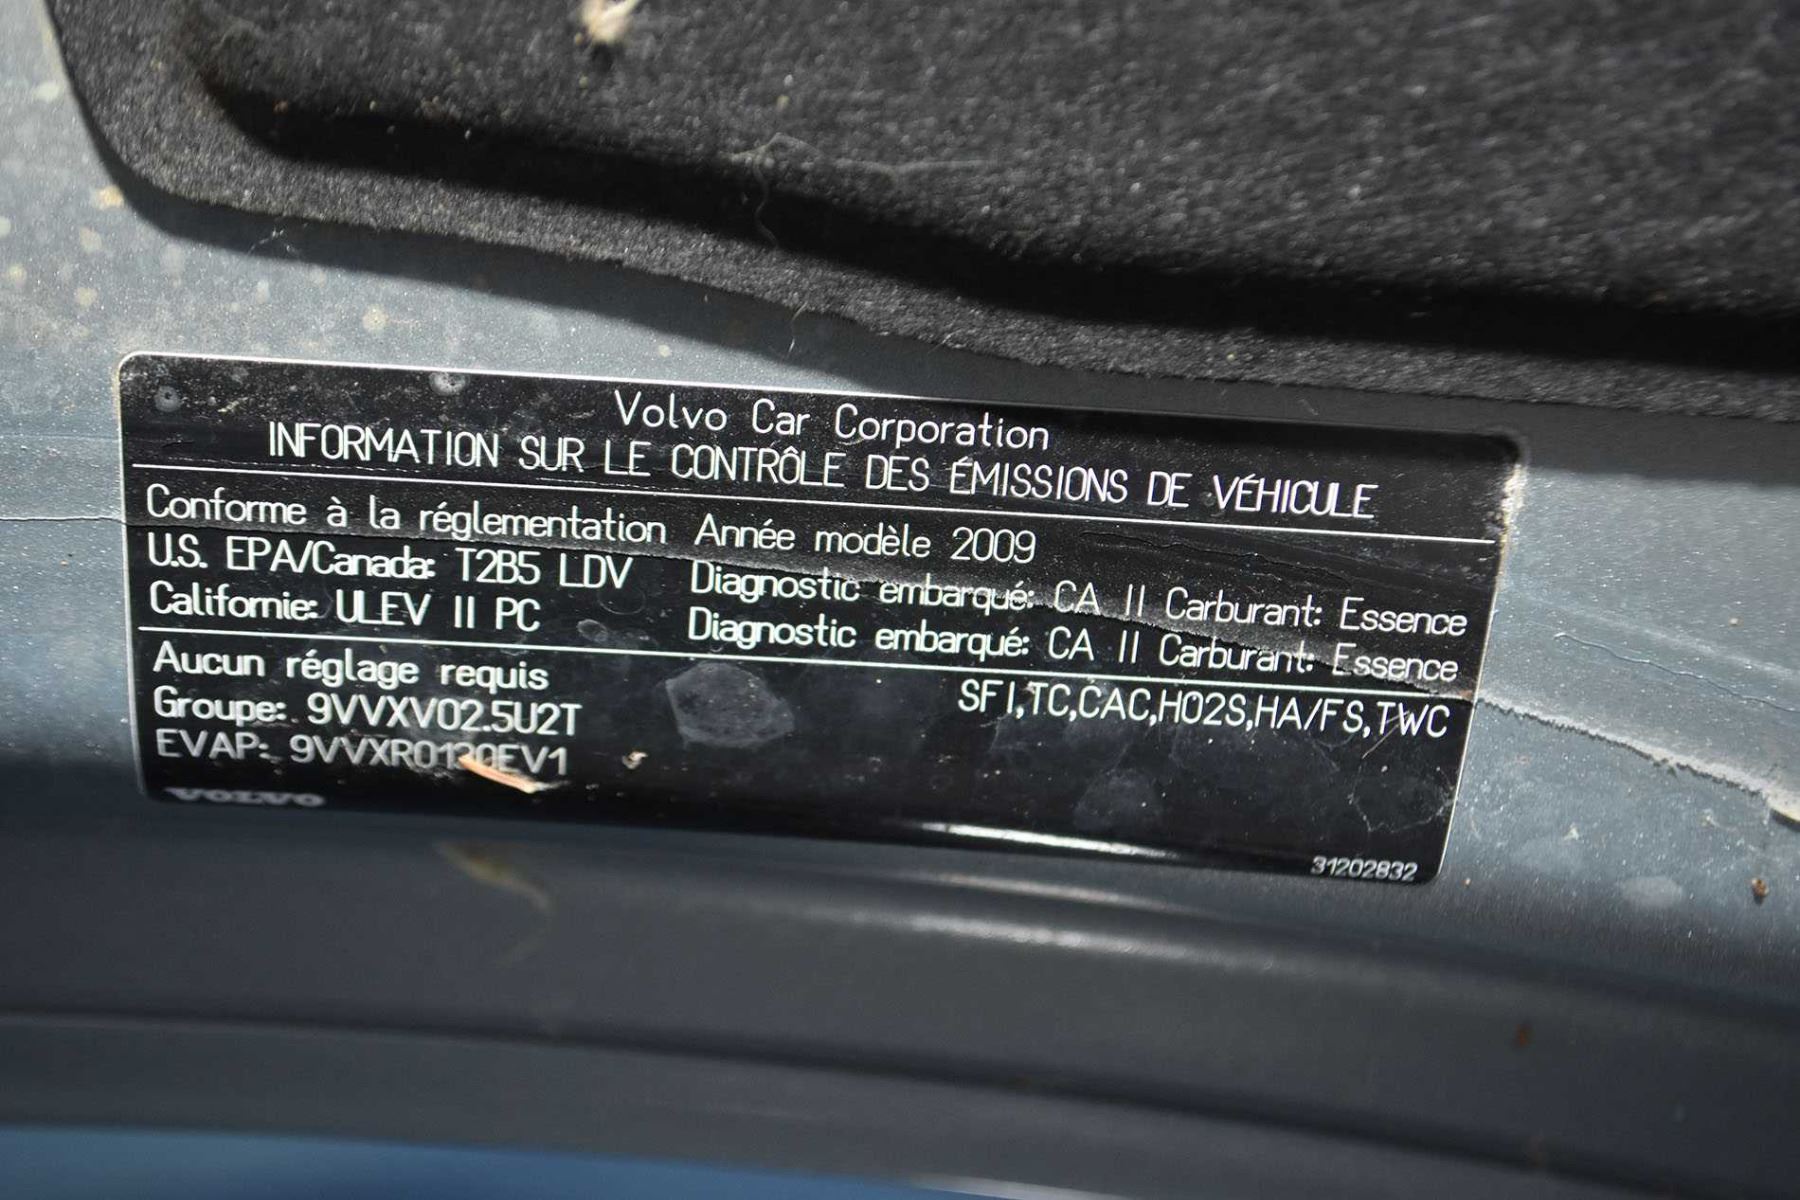 Volvo Car Corporation
INFORMATION SUR LE CONTRÔLE DES ÉMISSIONS DE VÉHICULE
Conforme à la réglementation Année modèle 2009
U.S. EPA/Canada: T2B5 LDV Diagnostic embarqué: CA II Carburant: Essence
Californie: ULEV II PC Diagnostic embarqué: CA II Carburant: Essence
Aucun réglage requis SFI,TC,CAC,HO2S,HA/FS,TWC
Groupe: 9VVXV02.5U2T
EVAP: 9VVXR0130EV1
VOLVO
31202832